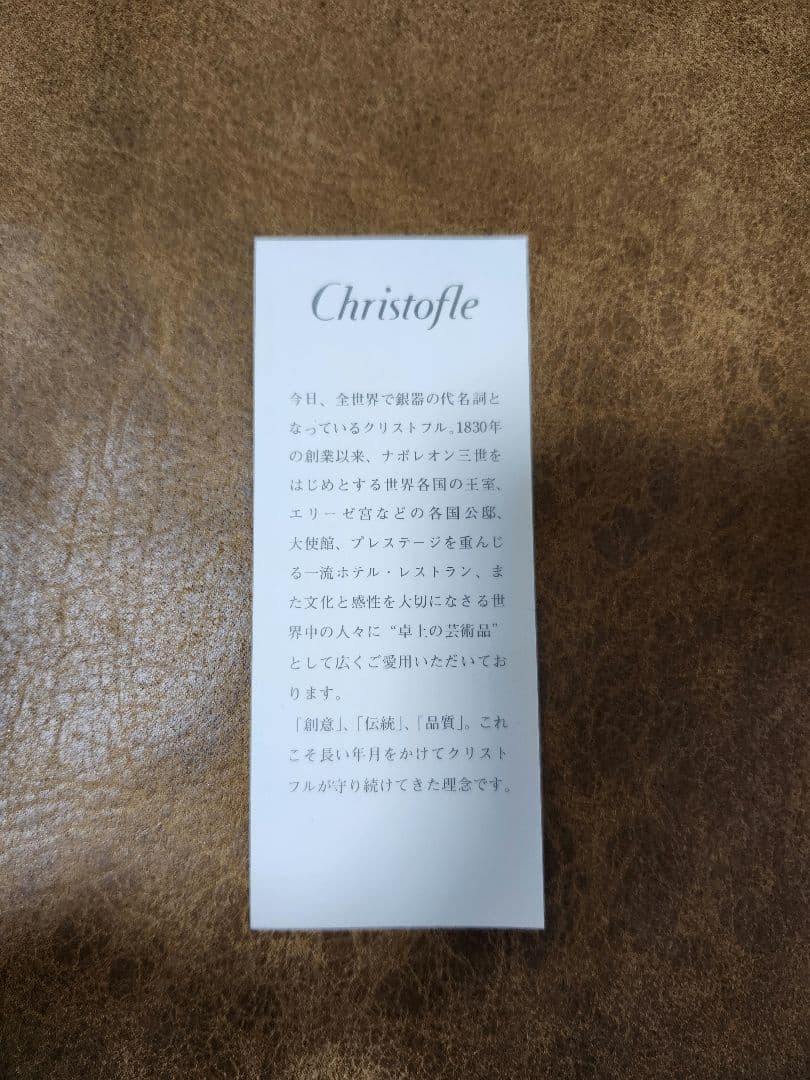 Christofle
今日、全世界で銀器の代名詞と
なっているクリストフル。1830年
の創業以来、ナポレオン三世を
はじめとする世界各国の王室、
エリーゼ宮などの各国公邸、
大使館、プレステージを重んじ
る一流ホテル・レストラン、ま
た文化と感性を大切になさる世
界中の人々に“卓上の芸術品”
として広くご愛用いただいてお
ります。
「創意」、「伝統」、「品質」。これ
こそ長い年月をかけてクリスト
フルが守り続けてきた理念です。